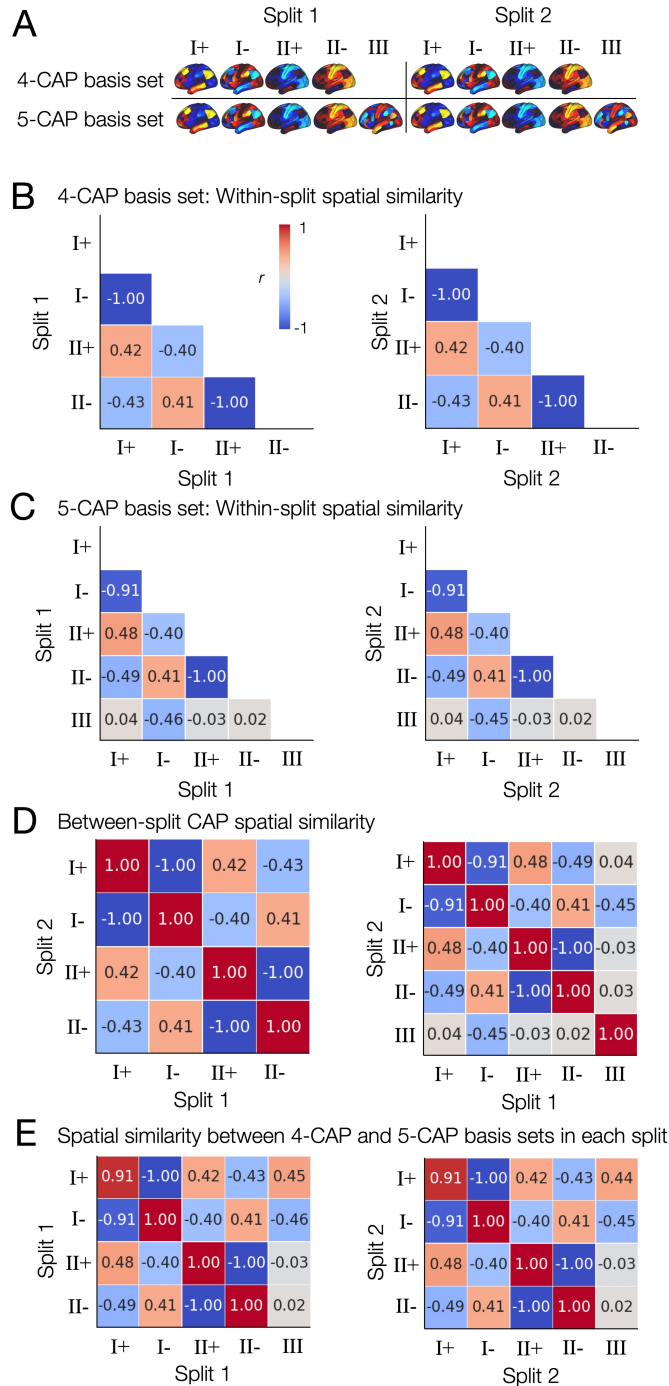 A
Split 1 Split 2
I+ I- II+ II- III I+ I- II+ II- III
4-CAP basis set
5-CAP basis set
B 4-CAP basis set: Within-split spatial similarity
I+
I- -1.00
II+ 0.42 -0.40
II- -0.43 0.41 -1.00
I+ I- II+ II-
Split 1
Split 1
1
r
-1
I+
I- -1.00
II+ 0.42 -0.40
II- -0.43 0.41 -1.00
I+ I- II+ II-
Split 2
Split 2
C 5-CAP basis set: Within-split spatial similarity
I+
I- -0.91
II+ 0.48 -0.40
II- -0.49 0.41 -1.00
III 0.04 -0.46 -0.03 0.02
I+ I- II+ II- III
Split 1
Split 1
I+
I- -0.91
II+ 0.48 -0.40
II- -0.49 0.41 -1.00
III 0.04 -0.45 -0.03 0.02
I+ I- II+ II- III
Split 2
Split 2
D Between-split CAP spatial similarity
I+ 1.00 -1.00 0.42 -0.43
I- -1.00 1.00 -0.40 0.41
II+ 0.42 -0.40 1.00 -1.00
II- -0.43 0.41 -1.00 1.00
I+ I- II+ II-
Split 2
Split 1
I+ 1.00 -0.91 0.48 -0.49 0.04
I- -0.91 1.00 -0.40 0.41 -0.45
II+ 0.48 -0.40 1.00 -1.00 -0.03
II- -0.49 0.41 -1.00 1.00 0.03
III 0.04 -0.45 -0.03 0.02 1.00
I+ I- II+ II- III
Split 1
E Spatial similarity between 4-CAP and 5-CAP basis sets in each split
I+ 0.91 -1.00 0.42 -0.43 0.45
I- -0.91 1.00 -0.40 0.41 -0.46
II+ 0.48 -0.40 1.00 -1.00 -0.03
II- -0.49 0.41 -1.00 1.00 0.02
I+ I- II+ II- III
Split 1
Split 1
I+ 0.91 -1.00 0.42 -0.43 0.44
I- -0.91 1.00 -0.40 0.41 -0.45
II+ 0.48 -0.40 1.00 -1.00 -0.03
II- -0.49 0.41 -1.00 1.00 0.02
I+ I- II+ II- III
Split 2
Split 2